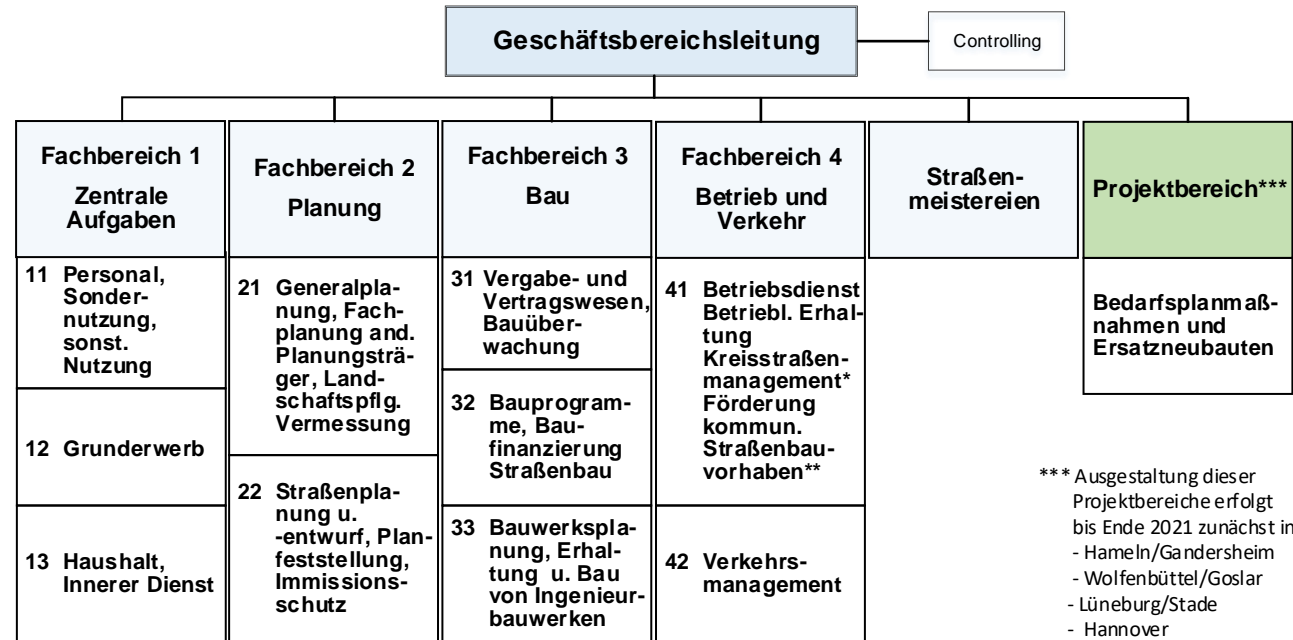 Geschäftsbereichsleitung
Controlling
Fachbereich 1
Zentrale
Aufgaben
Fachbereich 2
Planung
Fachbereich 3
Bau
Fachbereich 4
Betrieb und
Verkehr
Straßen-
meistereien
Projektbereich***
11 Personal,
Sonder-
nutzung,
sonst.
Nutzung
12 Grunderwerb
13 Haushalt,
Innerer Dienst
21 Generalpla-
nung, Fach-
planung and.
Planungsträ-
ger, Land-
schaftspflg.
Vermessung
22 Straßenpla-
nung u.
-entwurf, Plan-
feststellung,
Immissions-
schutz
31 Vergabe- und
Vertragswesen,
Bauüber-
wachung
32 Bauprogram-
me, Bau-
finanzierung
Straßenbau
33 Bauwerkspla-
nung, Erhal-
tung u. Bau
von Ingenieur-
bauwerken
41 Betriebsdienst
Betriebl. Erhal-
tung
Kreisstraßen-
management*
Förderung
kommun.
Straßenbau-
vorhaben**
42 Verkehrs-
management
Bedarfsplanmaß-
nahmen und
Ersatzneubauten
*** Ausgestaltung dieser
Projektbereiche erfolgt
bis Ende 2021 zunächst in
- Hameln/Gandersheim
- Wolfenbüttel/Goslar
- Lüneburg/Stade
- Hannover